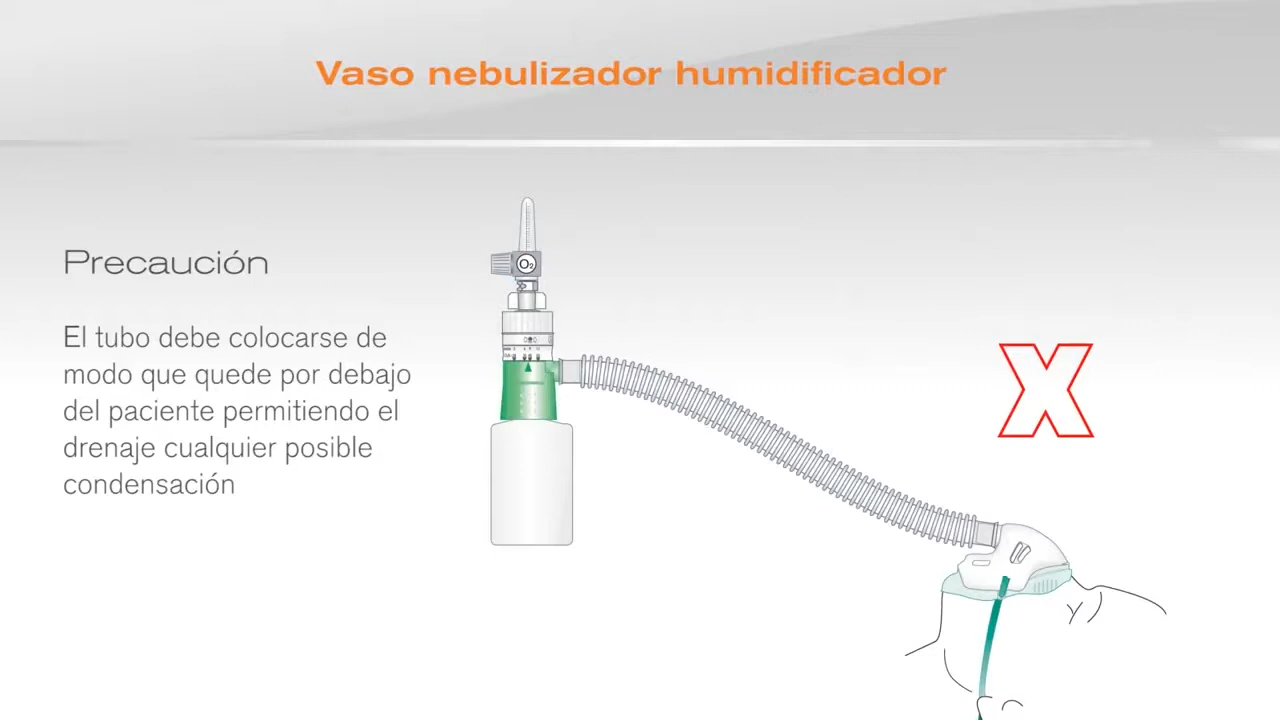 Vaso nebulizador humidificador
Precaución
El tubo debe colocarse de
modo que quede por debajo
del paciente permitiendo el
drenaje cualquier posible
condensación
O₂
X